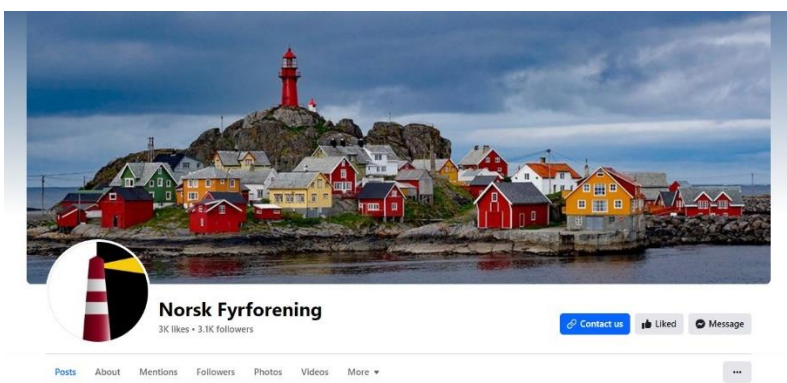 Norsk Fyrforening
3K likes • 3.1K followers
Contact us
Liked
Message
Posts About Mentions Followers Photos Videos More